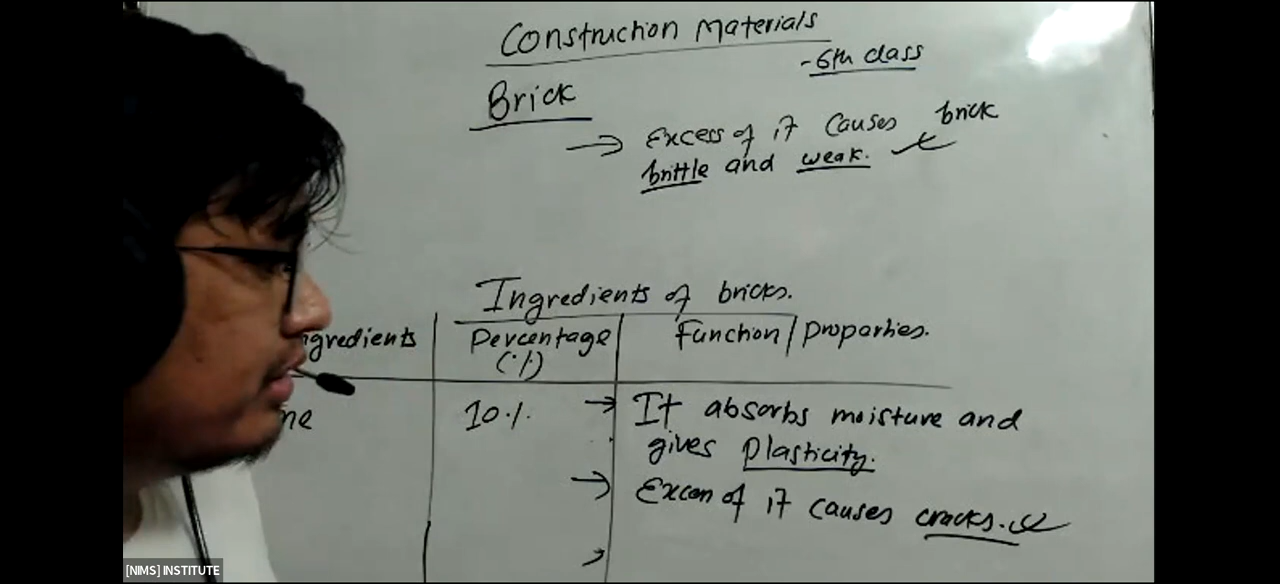 Construction Materials
- 6th class
Brick
→ Excess of it causes brick
brittle and weak.
Ingredients of bricks.
gredients Percentage Function/properties.
(%)
ne 10% → It absorbs moisture and
gives plasticity.
→ Excess of it causes cracks.
→
[NIMS] INSTITUTE